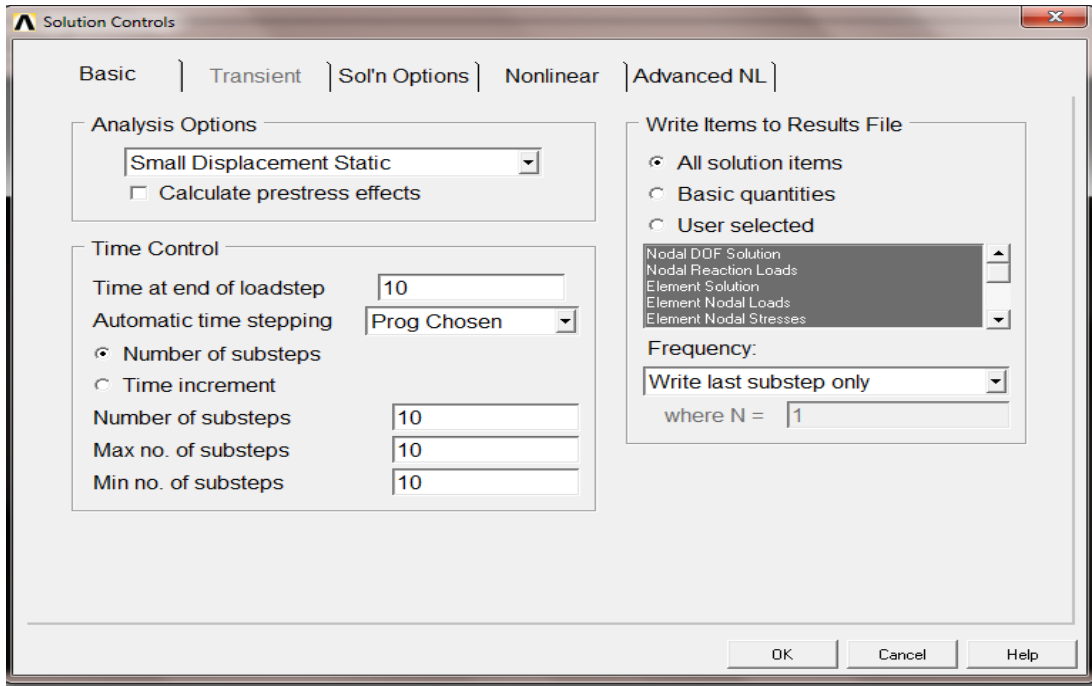 Solution Controls
Basic
Transient
Sol'n Options
Nonlinear
Advanced NL
Analysis Options
Small Displacement Static
Calculate prestress effects
Time Control
Time at end of loadstep 10
Automatic time stepping Prog Chosen
Number of substeps
Time increment
Number of substeps 10
Max no. of substeps 10
Min no. of substeps 10
Write Items to Results File
All solution items
Basic quantities
User selected
Nodal DOF Solution
Nodal Reaction Loads
Element Solution
Element Nodal Loads
Element Nodal Stresses
Frequency:
Write last substep only
where N = 1
OK
Cancel
Help